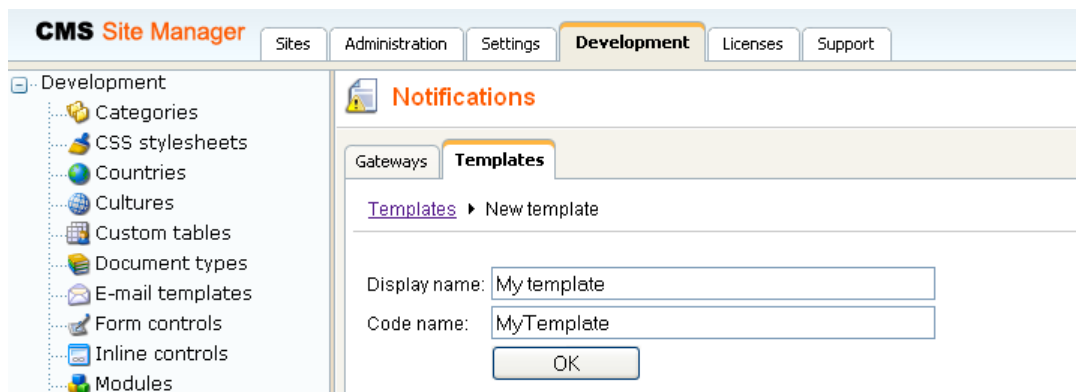 CMS Site Manager
Sites Administration Settings Development Licenses Support
Development
Categories
CSS stylesheets
Countries
Cultures
Custom tables
Document types
E-mail templates
Form controls
Inline controls
Modules
Notifications
Gateways Templates
Templates ▸ New template
Display name: My template
Code name: MyTemplate
OK